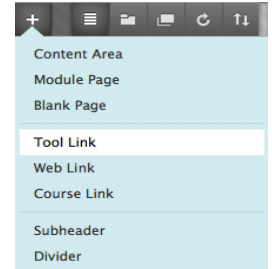 Content Area
Module Page
Blank Page
Tool Link
Web Link
Course Link
Subheader
Divider